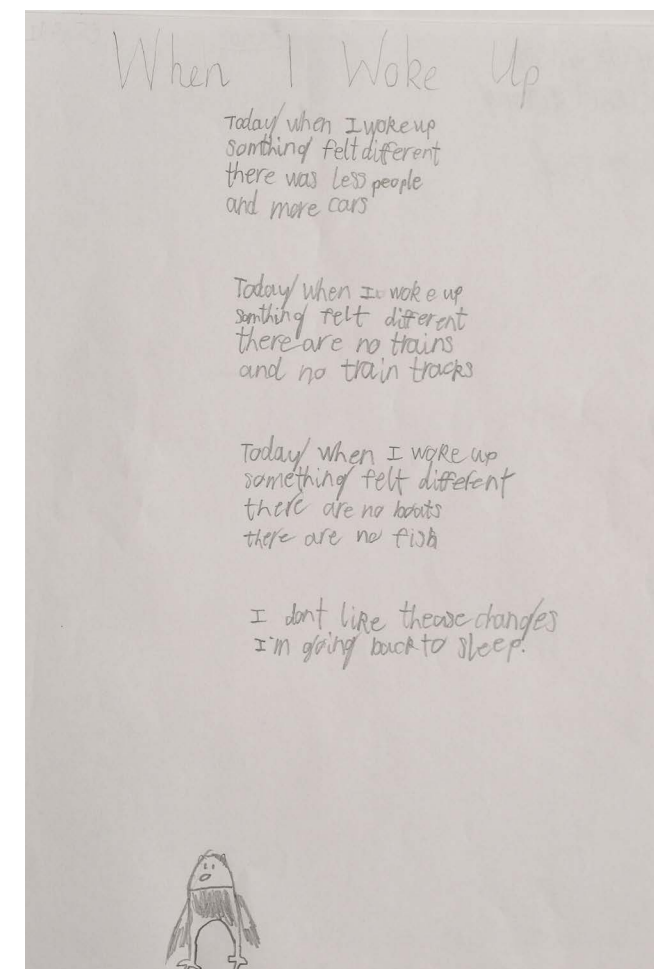 When I Woke Up
Today when I woke up
somthing felt different
there was less people
and more cars
Today when I woke up
somthing felt different
there are no trains
and no train tracks
Today when I woke up
something felt different
there are no boats
there are no fish
I dont like thease changes
I'm going back to sleep.